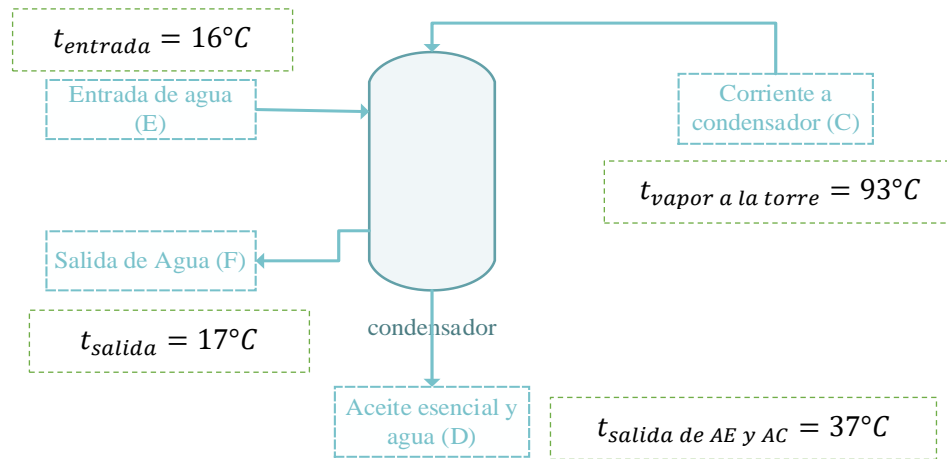 t_entrada = 16°C
Entrada de agua
(E)
Corriente a
condensador (C)
t_vapor a la torre = 93°C
Salida de Agua (F)
t_salida = 17°C
condensador
Aceite esencial y
agua (D)
t_salida de AE y AC = 37°C